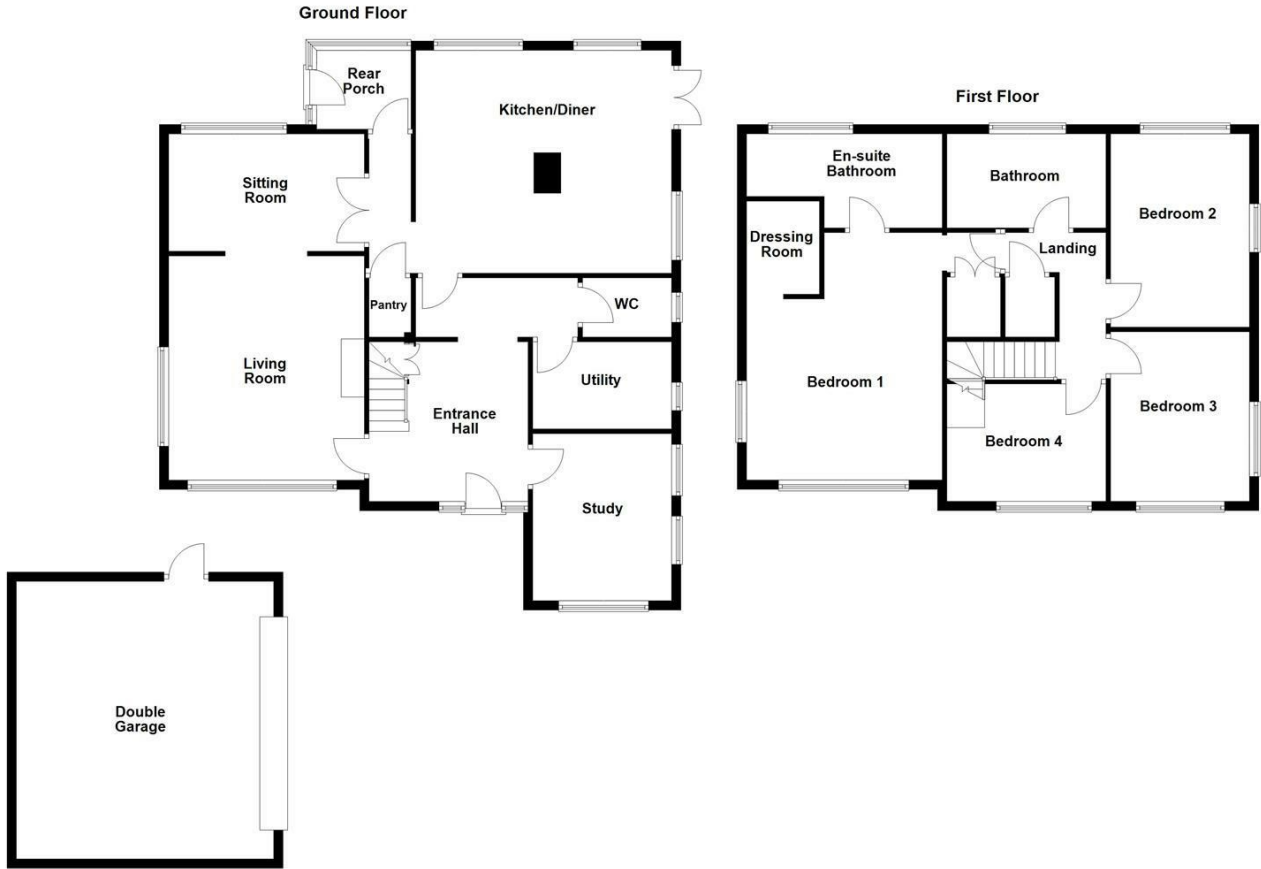 Ground Floor
Rear
Porch
Kitchen/Diner
Sitting
Room
Pantry
WC
Living
Room
Utility
Entrance
Hall
Study
Double
Garage
First Floor
En-suite
Bathroom
Bathroom
Bedroom 2
Dressing
Room
Landing
Bedroom 1
Bedroom 3
Bedroom 4